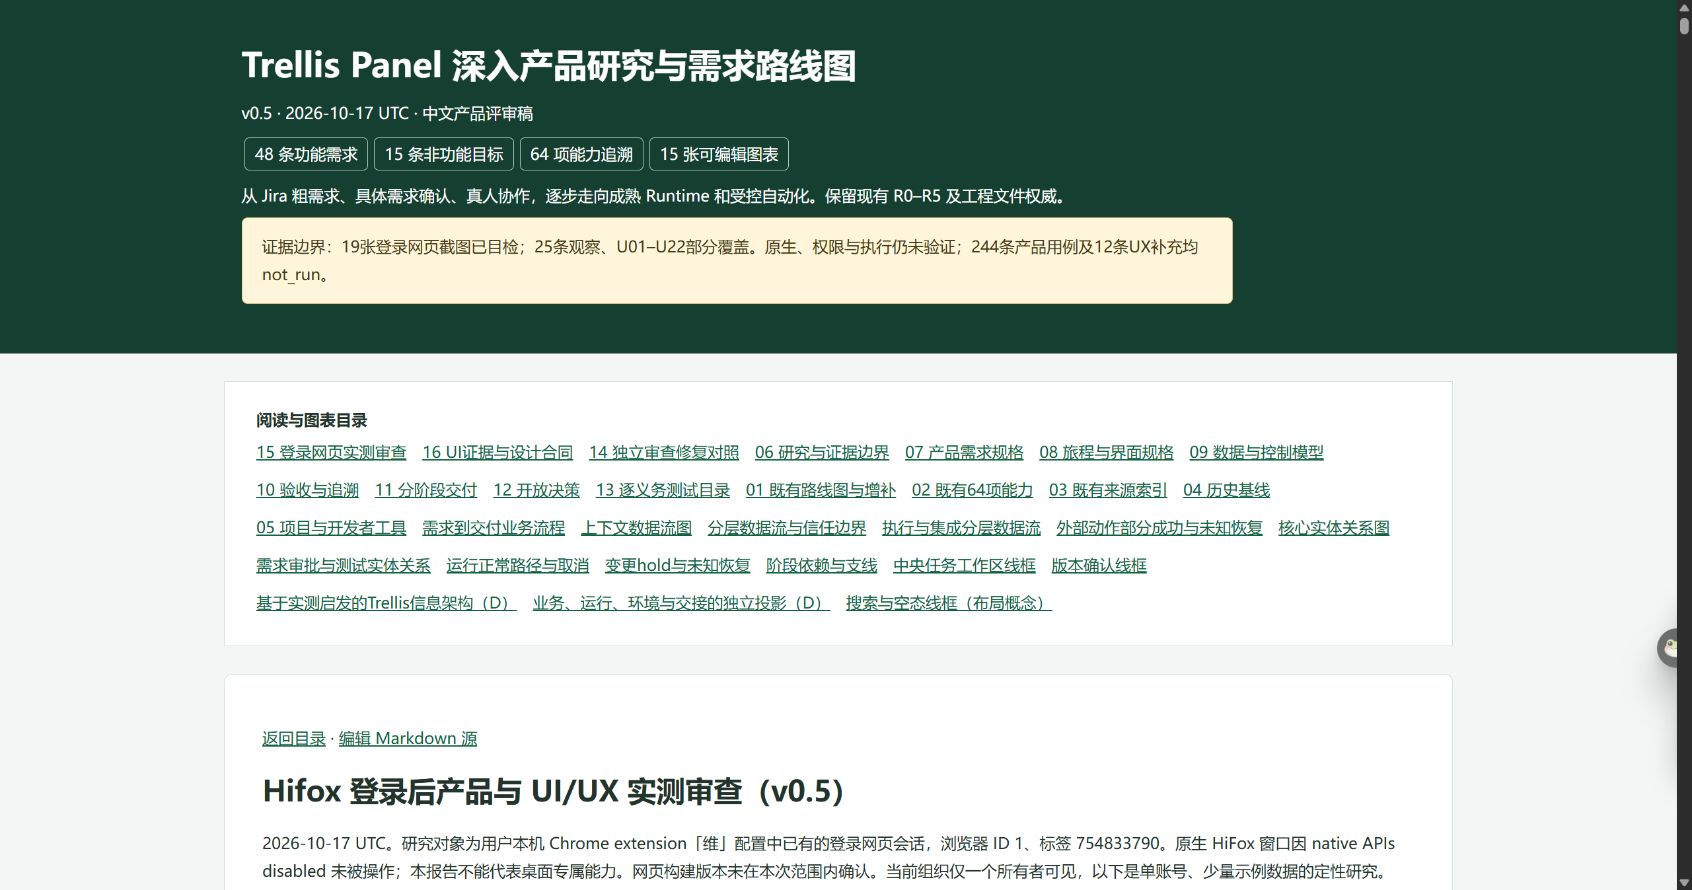 Trellis Panel 深入产品研究与需求路线图
v0.5 · 2026-10-17 UTC · 中文产品评审稿
48 条功能需求 15 条非功能目标 64 项能力追溯 15 张可编辑图表
从 Jira 粗需求、具体需求确认、真人协作，逐步走向成熟 Runtime 和受控自动化。保留现有 R0–R5 及工程文件权威。
证据边界：19张登录网页截图已目检；25条观察、U01–U22部分覆盖。原生、权限与执行仍未验证；244条产品用例及12条UX补充均
not_run。
阅读与图表目录
15 登录网页实测审查 16 UI证据与设计合同 14 独立审查修复对照 06 研究与证据边界 07 产品需求规格 08 旅程与界面规格 09 数据与控制模型
10 验收与追溯 11 分阶段交付 12 开放决策 13 逐义务测试目录 01 既有路线图与增补 02 既有64项能力 03 既有来源索引 04 历史基线
05 项目与开发者工具 需求到交付业务流程 上下文数据流图 分层数据流与信任边界 执行与集成分层数据流 外部动作部分成功与未知恢复 核心实体关系图
需求审批与测试实体关系 运行正常路径与取消 变更hold与未知恢复 阶段依赖与支线 中央任务工作区线框 版本确认线框
基于实测启发的Trellis信息架构（D） 业务、运行、环境与交接的独立投影（D） 搜索与空态线框（布局概念）
返回目录 · 编辑 Markdown 源
Hifox 登录后产品与 UI/UX 实测审查（v0.5）
2026-10-17 UTC。研究对象为用户本机 Chrome extension「维」配置中已有的登录网页会话，浏览器 ID 1、标签 754833790。原生 HiFox 窗口因 native APIs
disabled 未被操作；本报告不能代表桌面专属能力。网页构建版本未在本次范围内确认。当前组织仅一个所有者可见，以下是单账号、少量示例数据的定性研究。